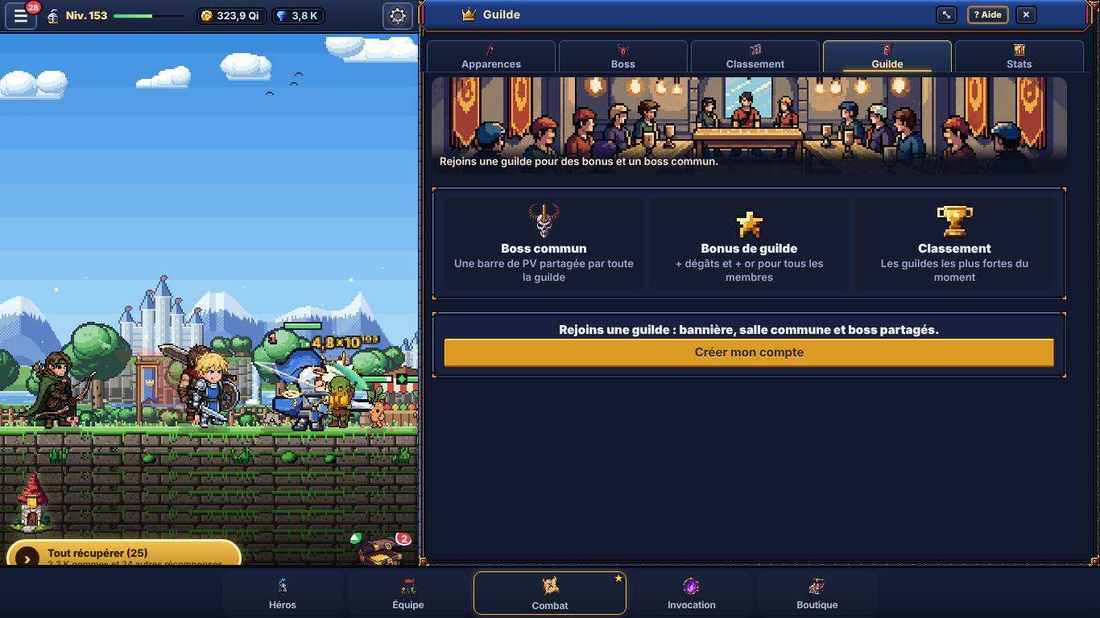 28
Niv. 153
323,9 Qi
3,8 K
Guilde
? Aide
Apparences
Boss
Classement
Guilde
Stats
Rejoins une guilde pour des bonus et un boss commun.
Boss commun
Une barre de PV partagée par toute
la guilde
Bonus de guilde
+ dégâts et + or pour tous les
membres
Classement
Les guildes les plus fortes du
moment
Rejoins une guilde : bannière, salle commune et boss partagés.
Créer mon compte
Tout récupérer (25)
2
Héros
Équipe
Combat
Invocation
Boutique